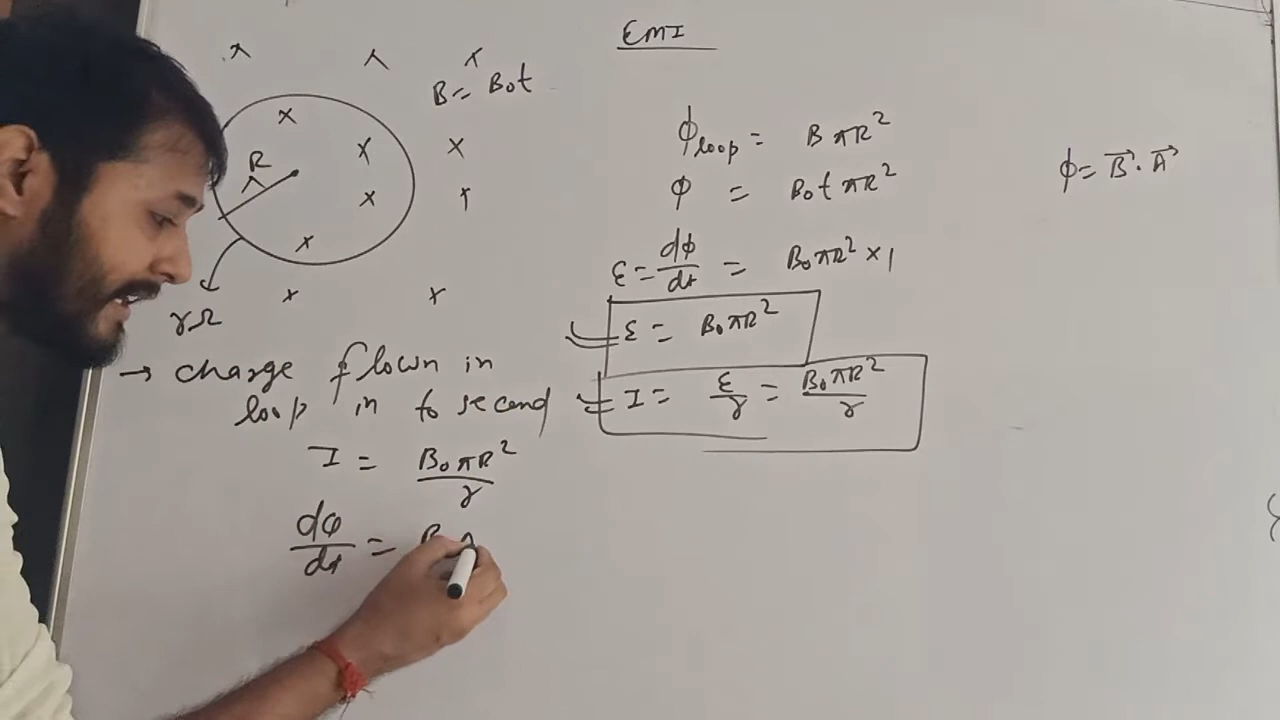 EMI
B = B₀t
R
rΩ
ϕloop = BπR²
ϕ = B₀tπR²
ε = dϕ/dt = B₀πR² × 1
ε = B₀πR²
I = ε/r = B₀πR²/r
ϕ = B⃗ . A⃗
→ charge flown in
loop in to second
I = B₀πR²/r
dφ/dt =